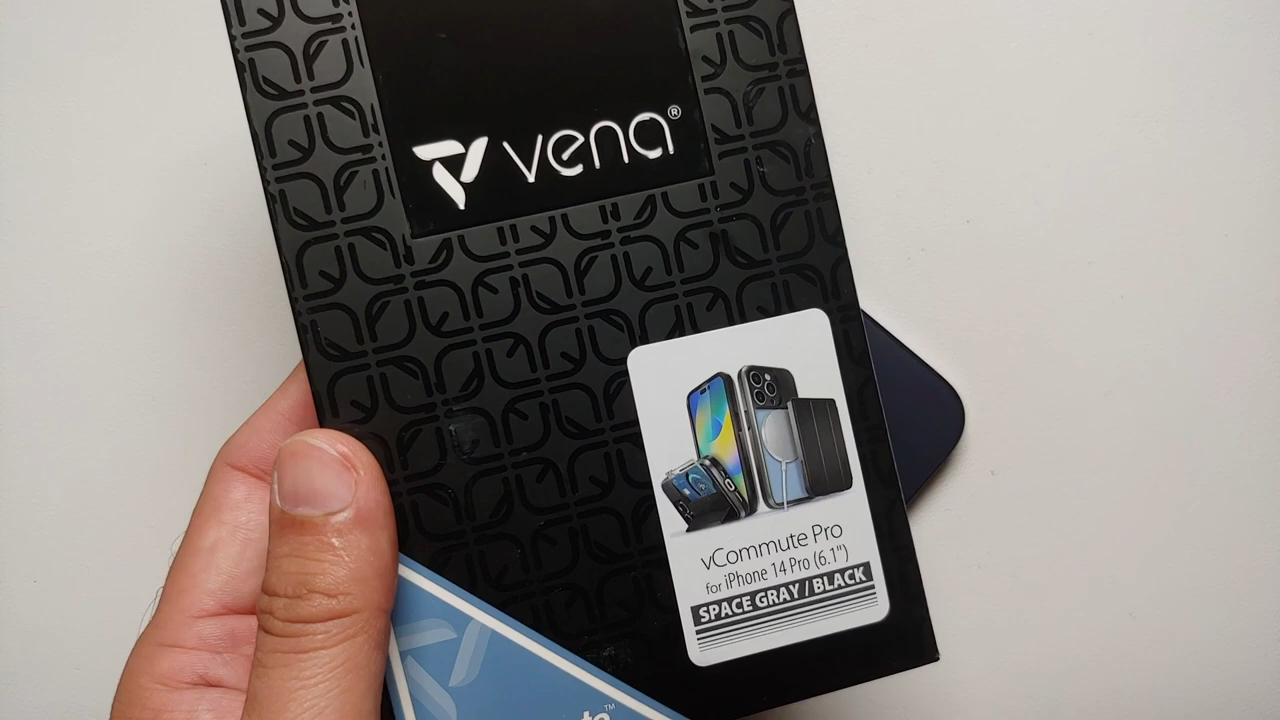 vena®
vCommute Pro
for iPhone 14 Pro (6.1")
SPACE GRAY / BLACK